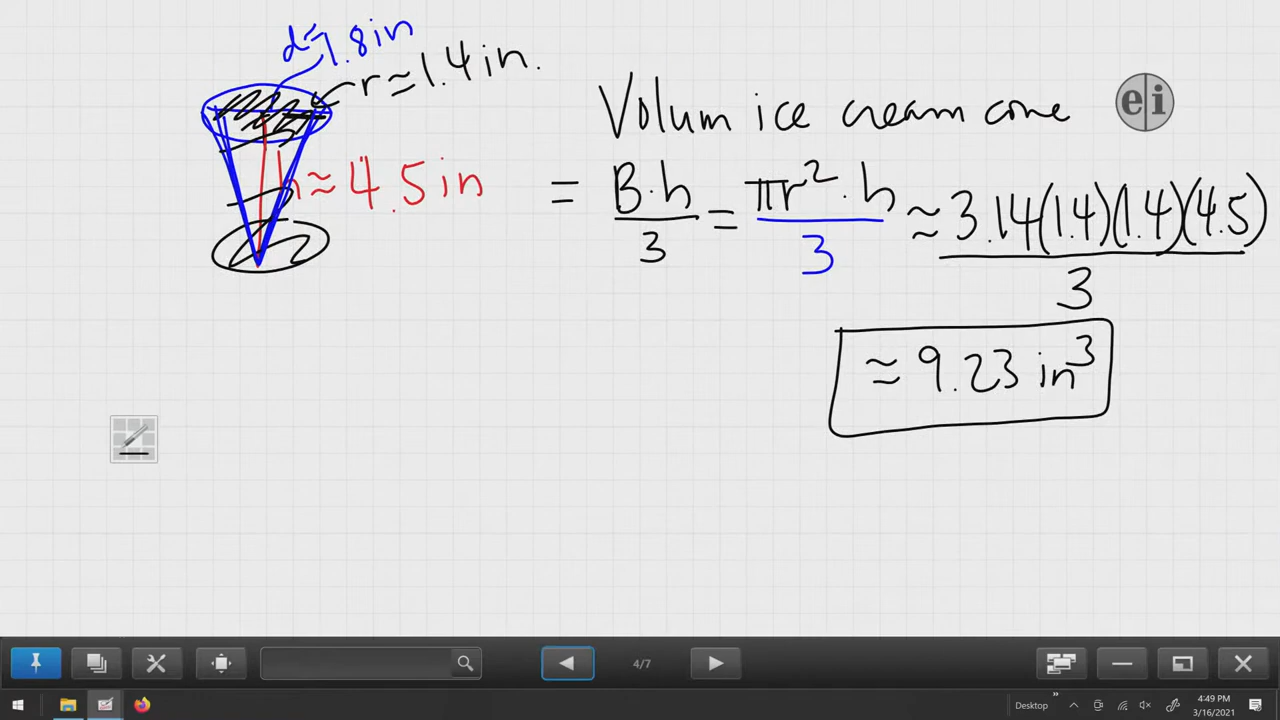 d≈1.8in
r≈1.4in.
h≈4.5in
Volum ice cream cone
= B·h/3 = πr²·h/3 ≈ 3.14(1.4)(1.4)(4.5)/3
≈ 9.23 in³
e|i
4/7
Desktop
4:49 PM
3/16/2021